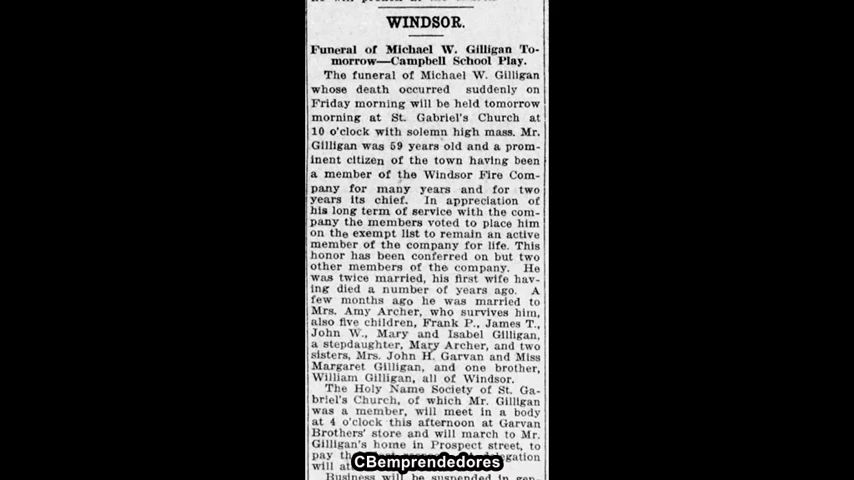 WINDSOR.
Funeral of Michael W. Gilligan To-
morrow—Campbell School Play.
The funeral of Michael W. Gilligan
whose death occurred suddenly on
Friday morning will be held tomorrow
morning at St. Gabriel's Church at
10 o'clock with solemn high mass. Mr.
Gilligan was 59 years old and a prom-
inent citizen of the town having been
a member of the Windsor Fire Com-
pany for many years and for two
years its chief. In appreciation of
his long term of service with the com-
pany the members voted to place him
on the exempt list to remain an active
member of the company for life. This
honor has been conferred on but two
other members of the company. He
was twice married, his first wife hav-
ing died a number of years ago. A
few months ago he was married to
Mrs. Amy Archer, who survives him,
also five children, Frank P., James T.,
John W., Mary and Isabel Gilligan,
a stepdaughter, Mary Archer, and two
sisters, Mrs. John H. Garvan and Miss
Margaret Gilligan, and one brother,
William Gilligan, all of Windsor.
The Holy Name Society of St. Ga-
briel's Church, of which Mr. Gilligan
was a member, will meet in a body
at 4 o'clock this afternoon at Garvan
Brothers' store and will march to Mr.
Gilligan's home in Prospect street, to
pay
will
CBemprendedores
Business will be suspended in gen-